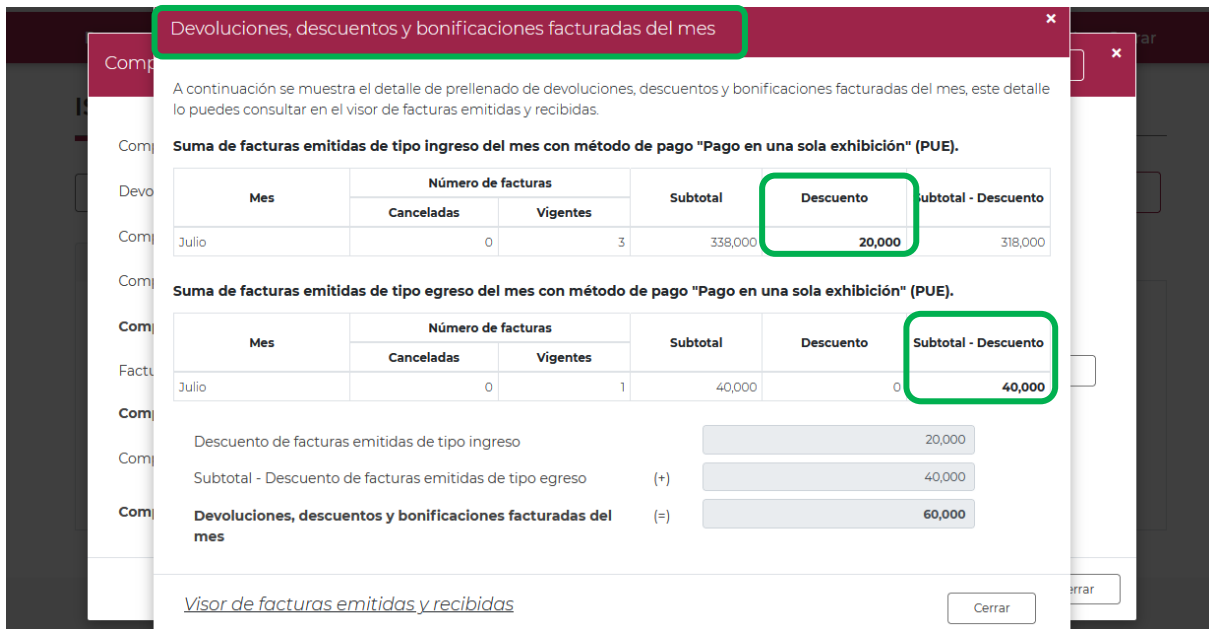 Devoluciones, descuentos y bonificaciones facturadas del mes
A continuación se muestra el detalle de prellenado de devoluciones, descuentos y bonificaciones facturadas del mes, este detalle
lo puedes consultar en el visor de facturas emitidas y recibidas.
Suma de facturas emitidas de tipo ingreso del mes con método de pago "Pago en una sola exhibición" (PUE).
Mes Número de facturas Subtotal Descuento Subtotal - Descuento
Canceladas Vigentes
Julio 0 3 338,000 20,000 318,000
Suma de facturas emitidas de tipo egreso del mes con método de pago "Pago en una sola exhibición" (PUE).
Mes Número de facturas Subtotal Descuento Subtotal - Descuento
Canceladas Vigentes
Julio 0 1 40,000 0 40,000
Descuento de facturas emitidas de tipo ingreso 20,000
Subtotal - Descuento de facturas emitidas de tipo egreso (+) 40,000
Devoluciones, descuentos y bonificaciones facturadas del (=) 60,000
mes
Visor de facturas emitidas y recibidas Cerrar